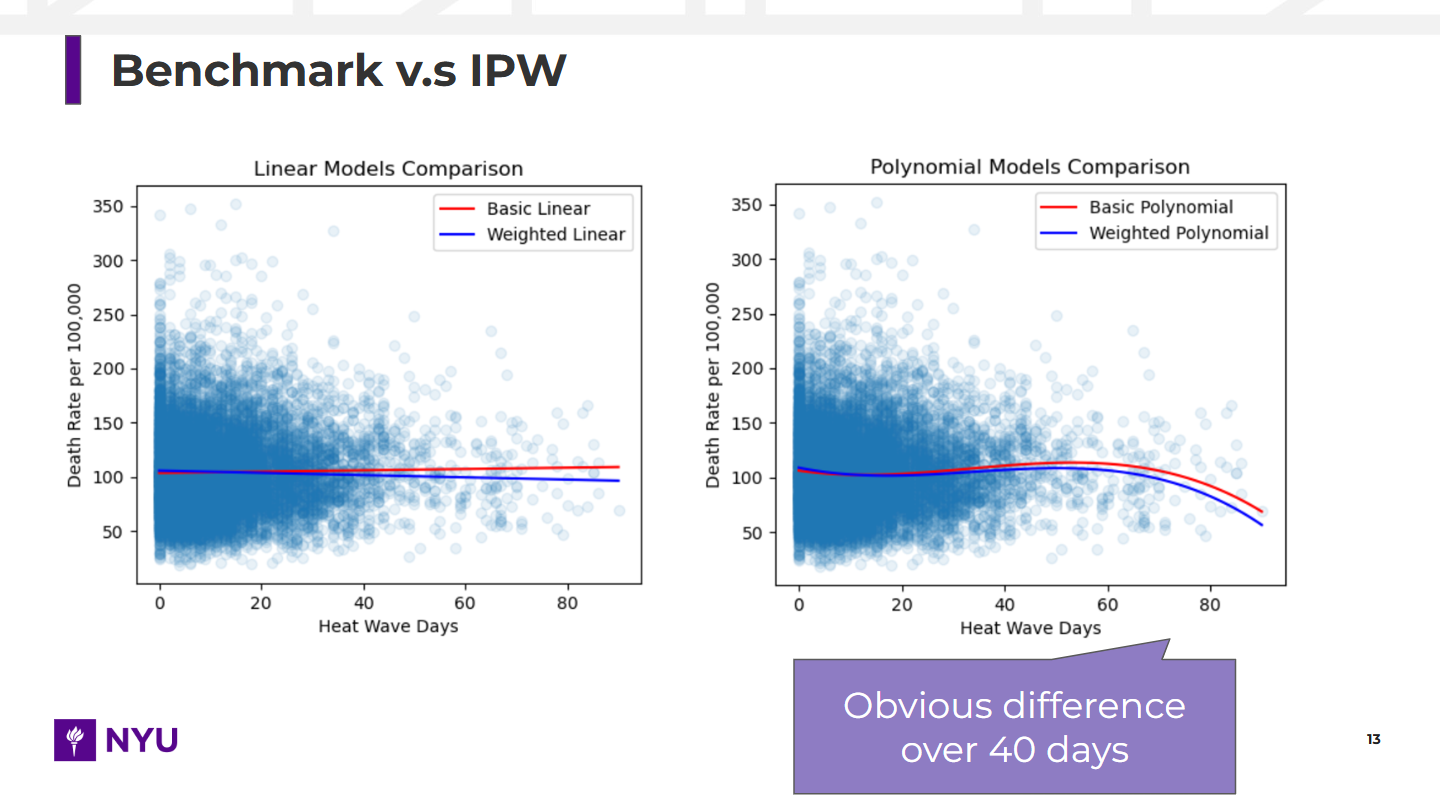 Benchmark v.s IPW
Linear Models Comparison
Basic Linear
Weighted Linear
350
300
250
200
150
100
50
Death Rate per 100,000
0 20 40 60 80
Heat Wave Days
Polynomial Models Comparison
Basic Polynomial
Weighted Polynomial
350
300
250
200
150
100
50
Death Rate per 100,000
0 20 40 60 80
Heat Wave Days
Obvious difference
over 40 days
NYU
13